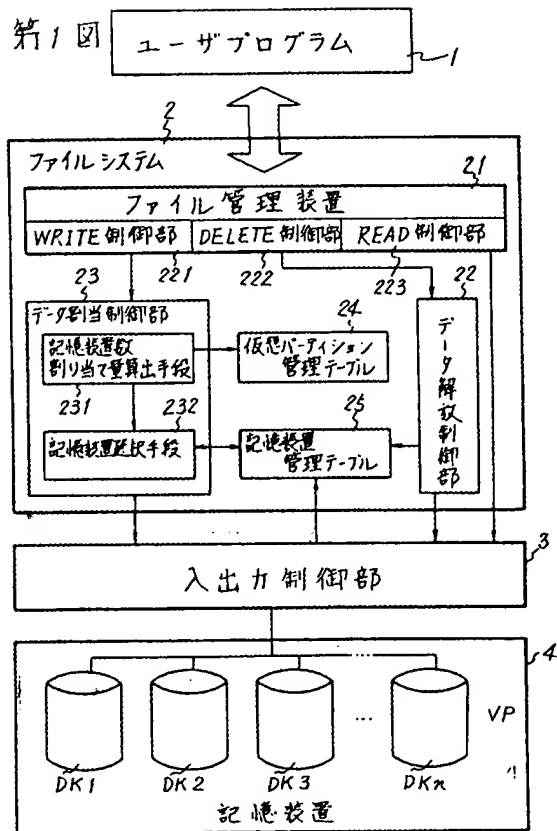 第1図
ユーザプログラム
1
2
ファイルシステム
21
ファイル管理装置
WRITE制御部
DELETE制御部
READ制御部
221
222
223
22
23
データ割当制御部
24
記憶装置数
割り当て量算出手段
仮想パーティション
管理テーブル
231
232
25
記憶装置選択手段
記憶装置
管理テーブル
データ解放制御部
3
入出力制御部
4
... VP
DK1
DK2
DK3
DKn
記憶装置